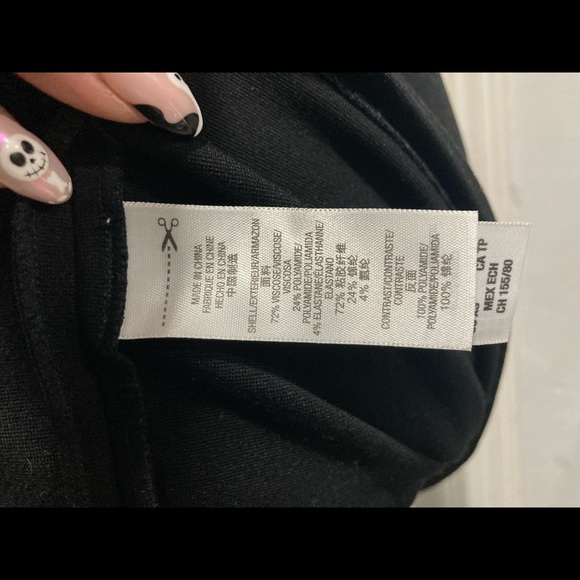 MADE IN CHINA
FABRIQUE EN CHINE
HECHO EN CHINA
中国制造
SHELL/EXTERIEUR/ARMAZON
面料
72% VISCOSE/VISCOSE/
VISCOSA
24% POLYAMIDE/
POLYAMIDE/POLIAMIDA
4% ELASTANE/ÉLASTHANNE/
ELASTANO
72% 粘胶纤维
24% 锦纶
4% 氨纶
CONTRAST/CONTRASTE/
CONTRASTE
反面
100% POLYAMIDE/
POLYAMIDE/POLIAMIDA
100% 锦纶
CA TP
MEX ECH
CH 155/80